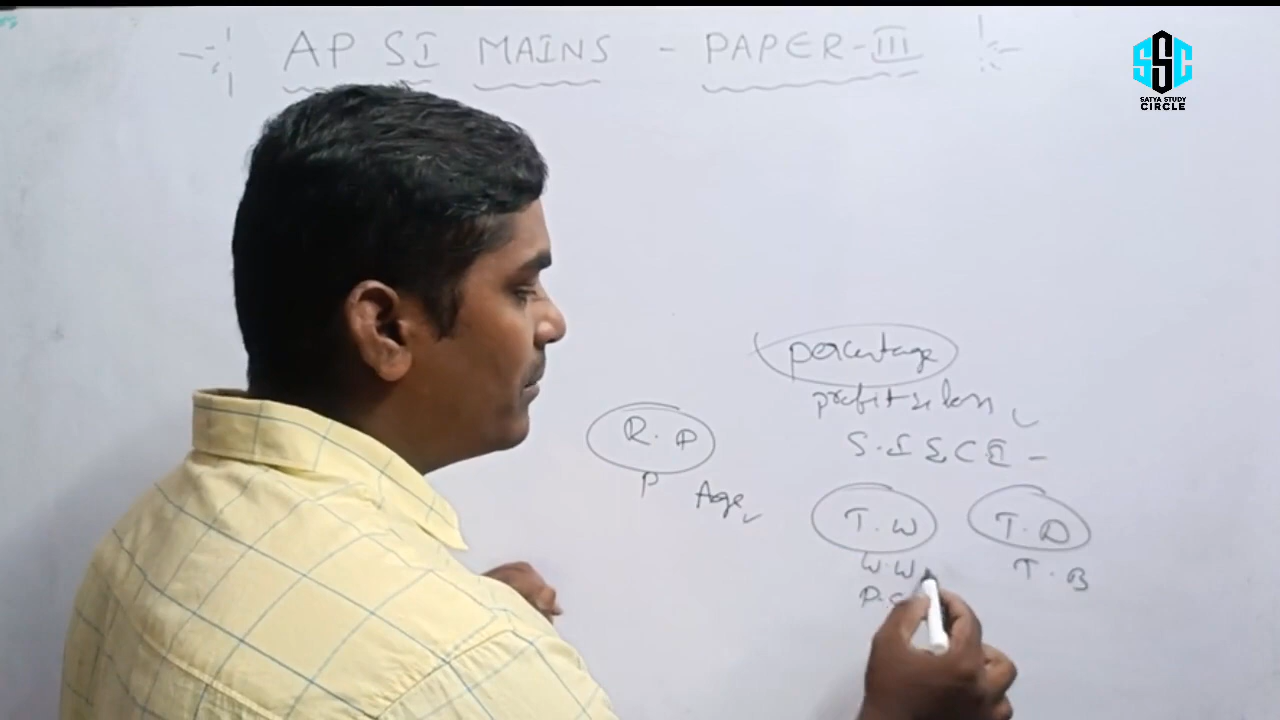 AP SI MAINS - PAPER-III
SSC
SATYA STUDY
CIRCLE
percentage
profit & loss
R. P
S.I & C I -
P Age
T. W T. D
W. W T. B
P.